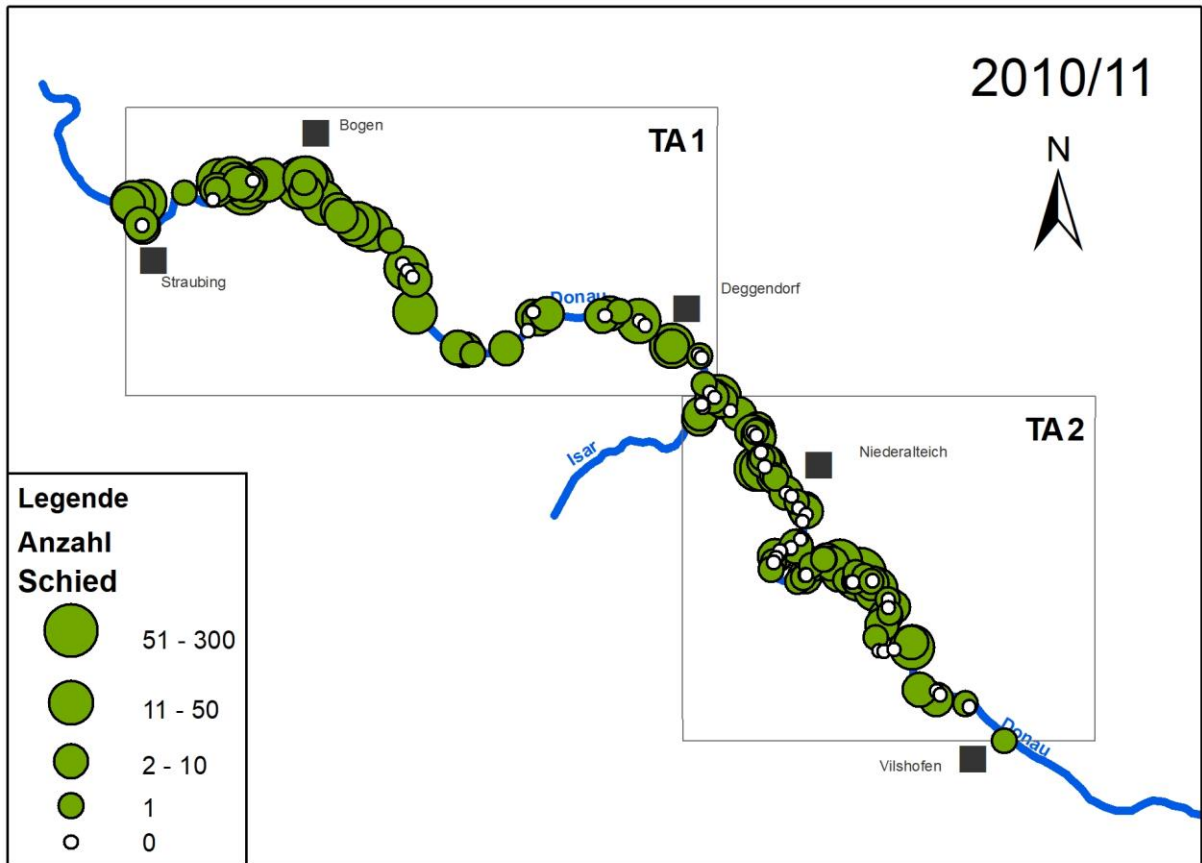 2010/11
N
Bogen
TA 1
Straubing
Donau
Deggendorf
Isar
TA 2
Niederalteich
Donau
Vilshofen
Legende
Anzahl
Schied
51 - 300
11 - 50
2 - 10
1
0